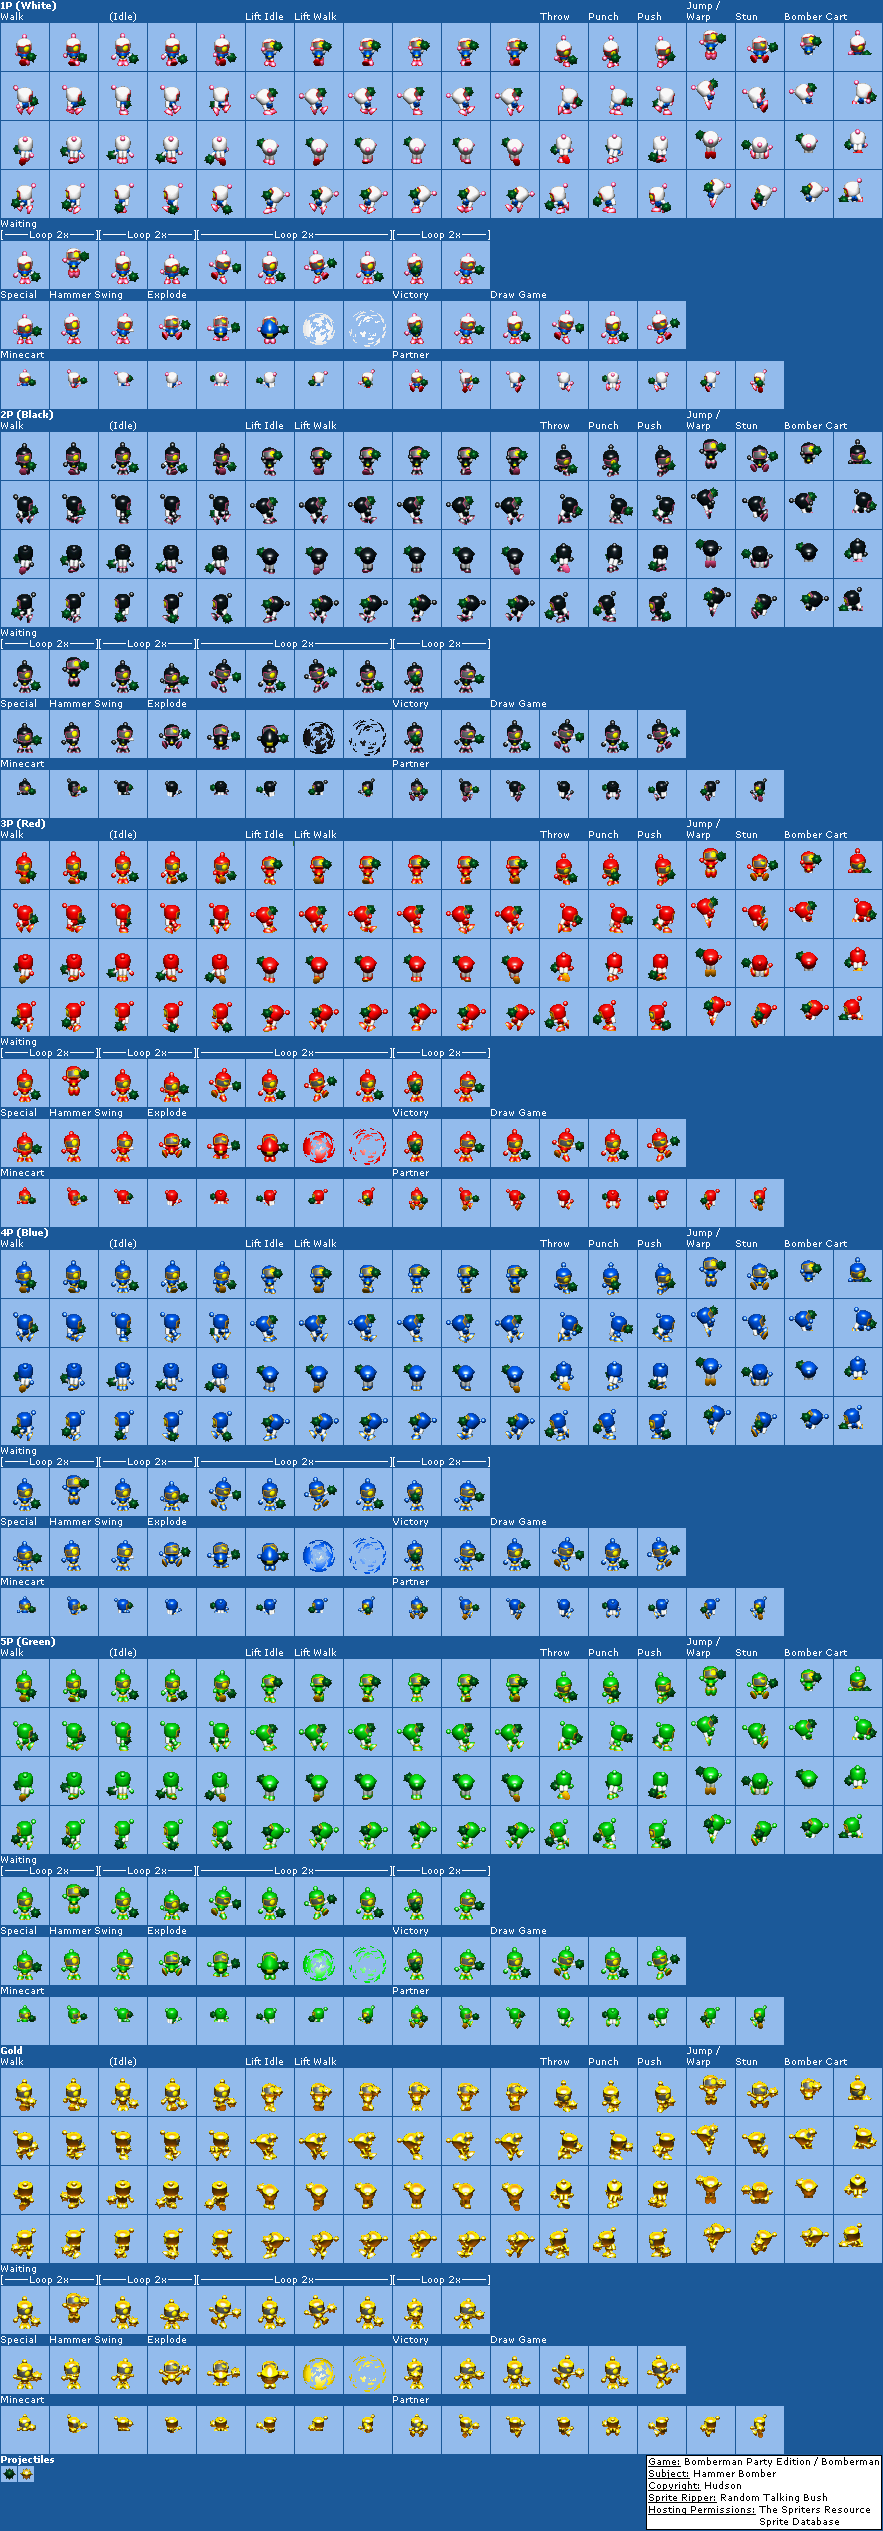 1P (White)
Jump /
Walk (Idle) Lift Idle Lift Walk Throw Punch Push Warp Stun Bomber Cart
Waiting
[——Loop 2x——][——Loop 2x——][————Loop 2x————][——Loop 2x——]
Special Hammer Swing Explode Victory Draw Game
Minecart Partner
2P (Black)
Jump /
Walk (Idle) Lift Idle Lift Walk Throw Punch Push Warp Stun Bomber Cart
Waiting
[——Loop 2x——][——Loop 2x——][————Loop 2x————][——Loop 2x——]
Special Hammer Swing Explode Victory Draw Game
Minecart Partner
3P (Red)
Jump /
Walk (Idle) Lift Idle Lift Walk Throw Punch Push Warp Stun Bomber Cart
Waiting
[——Loop 2x——][——Loop 2x——][————Loop 2x————][——Loop 2x——]
Special Hammer Swing Explode Victory Draw Game
Minecart Partner
4P (Blue)
Jump /
Walk (Idle) Lift Idle Lift Walk Throw Punch Push Warp Stun Bomber Cart
Waiting
[——Loop 2x——][——Loop 2x——][————Loop 2x————][——Loop 2x——]
Special Hammer Swing Explode Victory Draw Game
Minecart Partner
5P (Green)
Jump /
Walk (Idle) Lift Idle Lift Walk Throw Punch Push Warp Stun Bomber Cart
Waiting
[——Loop 2x——][——Loop 2x——][————Loop 2x————][——Loop 2x——]
Special Hammer Swing Explode Victory Draw Game
Minecart Partner
Gold
Jump /
Walk (Idle) Lift Idle Lift Walk Throw Punch Push Warp Stun Bomber Cart
Waiting
[——Loop 2x——][——Loop 2x——][————Loop 2x————][——Loop 2x——]
Special Hammer Swing Explode Victory Draw Game
Minecart Partner
Projectiles
Game: Bomberman Party Edition / Bomberman
Subject: Hammer Bomber
Copyright: Hudson
Sprite Ripper: Random Talking Bush
Hosting Permissions: The Spriters Resource
Sprite Database